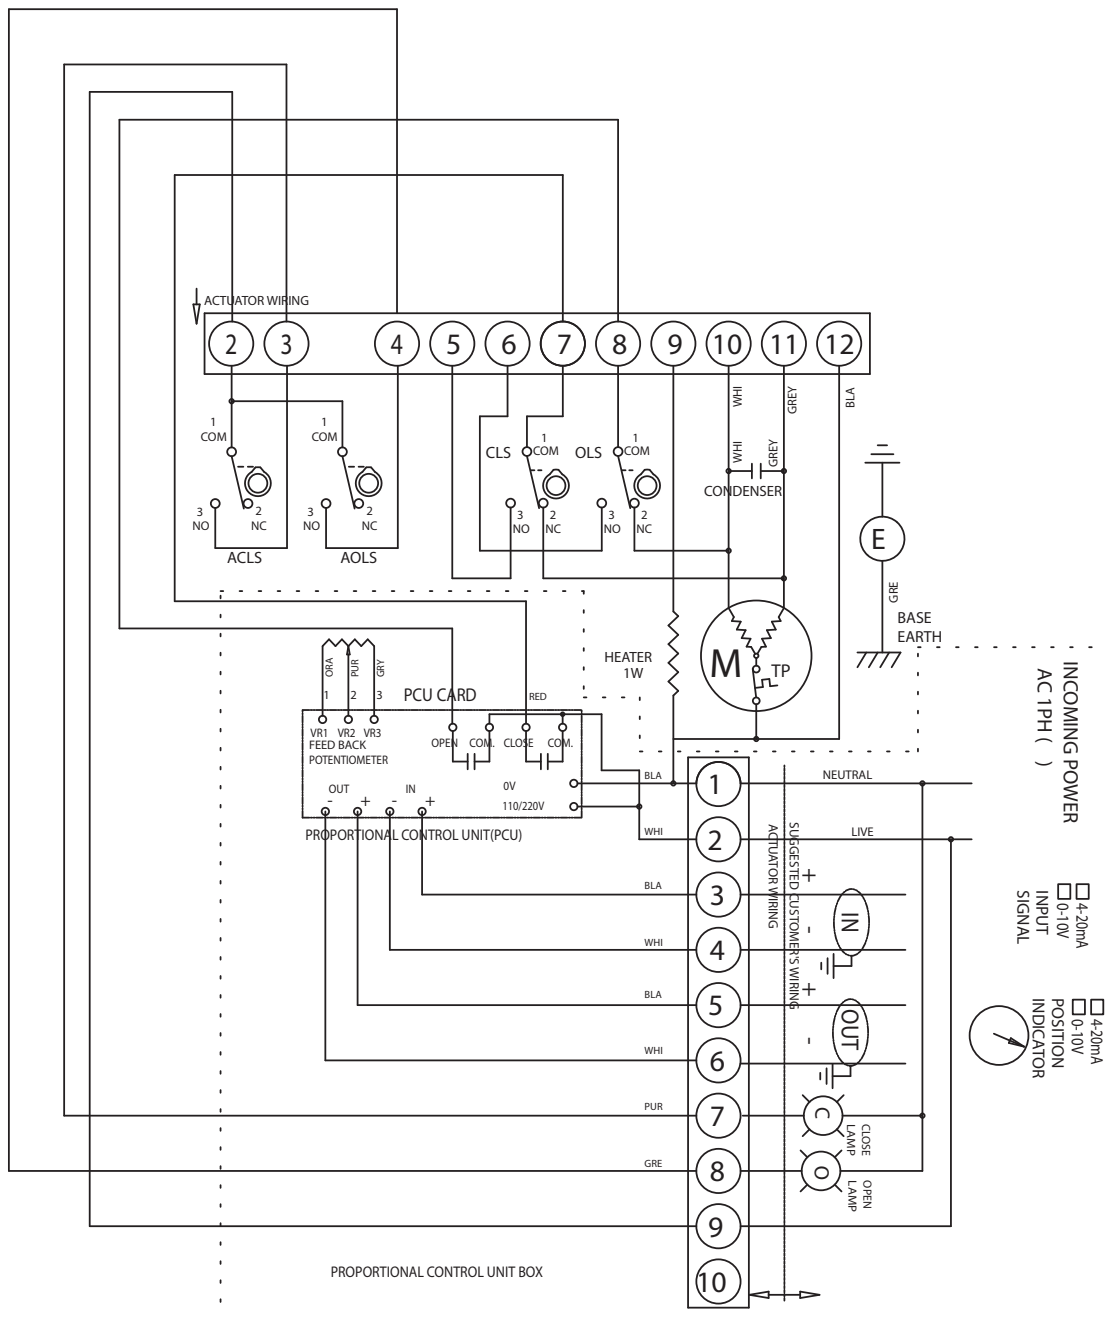 ACTUATOR WIRING
2 3 4 5 6 7 8 9 10 11 12
WHI
GREY
BLA
WHI
GREY
CONDENSER
1
COM
3
NO
2
NC
ACLS
1
COM
3
NO
2
NC
AOLS
CLS
1
COM
3
NO
2
NC
OLS
1
COM
3
NO
2
NC
E
GRE
BASE
EARTH
HEATER
1W
M
TP
ORA
PUR
GRY
1 2 3
PCU CARD
RED
VR1 VR2 VR3
FEED BACK
POTENTIOMETER
OPEN COM. CLOSE COM.
OUT
- +
IN
- +
0V
110/220V
PROPORTIONAL CONTROL UNIT(PCU)
INCOMING POWER
AC 1PH ( )
BLA 1 NEUTRAL
WHI 2 LIVE
BLA 3
WHI 4
BLA 5
WHI 6
PUR 7
GRE 8
9
10
SUGGESTED CUSTOMER'S WIRING
ACTUATOR WIRING
+
IN
-
+
OUT
-
C
CLOSE
LAMP
O
OPEN
LAMP
4-20mA
0-10V
INPUT
SIGNAL
4-20mA
0-10V
POSITION
INDICATOR
PROPORTIONAL CONTROL UNIT BOX